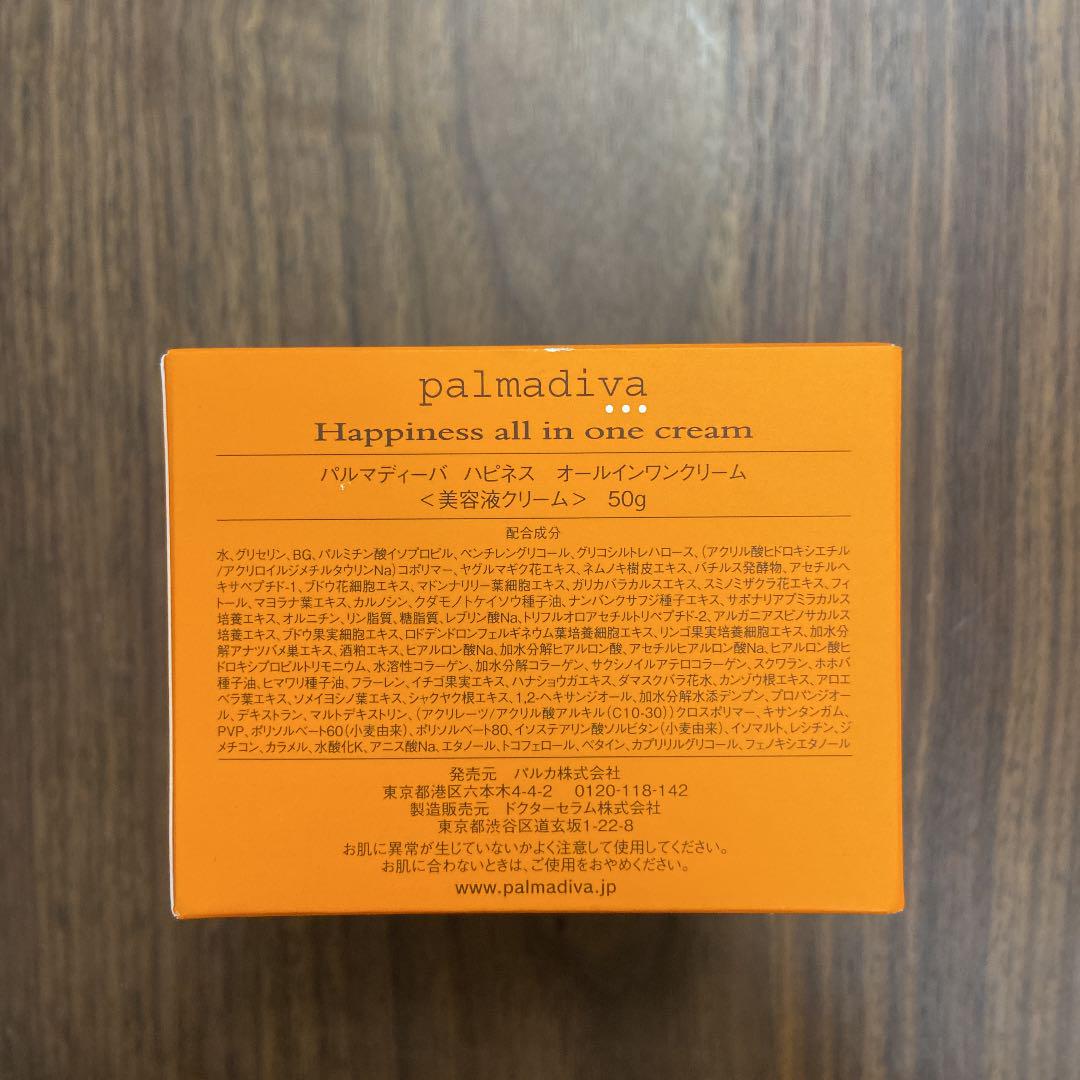 palmadiva
Happiness all in one cream
パルマディーバ ハピネス オールインワンクリーム
＜美容液クリーム＞ 50g
配合成分
水、グリセリン、BG、パルミチン酸イソプロピル、ペンチレングリコール、グリコシルトレハロース、(アクリル酸ヒドロキシエチル
/アクリロイルジメチルタウリンNa)コポリマー、ヤグルマギク花エキス、ネムノキ樹皮エキス、バチルス発酵物、アセチルヘ
キサペプチド-1、ブドウ花細胞エキス、マドンナリリー葉細胞エキス、ガリカバラカルスエキス、スミノミザクラ花エキス、フィ
トール、マヨラナ葉エキス、カルノシン、クダモノトケイソウ種子油、ナンバンクサフジ種子エキス、サポナリアプミラカルス
培養エキス、オルニチン、リン脂質、糖脂質、レブリン酸Na、トリフルオロアセチルトリペプチド-2、アルガニアスピノサカルス
培養エキス、ブドウ果実細胞エキス、ロドデンドロンフェルギネウム葉培養細胞エキス、リンゴ果実培養細胞エキス、加水分
解アナツバメ巣エキス、酒粕エキス、ヒアルロン酸Na、加水分解ヒアルロン酸、アセチルヒアルロン酸Na、ヒアルロン酸ヒ
ドロキシプロピルトリモニウム、水溶性コラーゲン、加水分解コラーゲン、サクシノイルアテロコラーゲン、スクワラン、ホホバ
種子油、ヒマワリ種子油、フラーレン、イチゴ果実エキス、ハナショウガエキス、ダマスクバラ花水、カンゾウ根エキス、アロエ
ベラ葉エキス、ソメイヨシノ葉エキス、シャクヤク根エキス、1,2-ヘキサンジオール、加水分解水添デンプン、プロパンジオー
ル、デキストラン、マルトデキストリン、(アクリレーツ/アクリル酸アルキル(C10-30))クロスポリマー、キサンタンガム、
PVP、ポリソルベート60(小麦由来)、ポリソルベート80、イソステアリン酸ソルビタン(小麦由来)、イソマルト、レシチン、ジ
メチコン、カラメル、水酸化K、アニス酸Na、エタノール、トコフェロール、ベタイン、カプリリルグリコール、フェノキシエタノール
発売元 パルカ株式会社
東京都港区六本木4-4-2 0120-118-142
製造販売元 ドクターセラム株式会社
東京都渋谷区道玄坂1-22-8
お肌に異常が生じていないかよく注意して使用してください。
お肌に合わないときは、ご使用をおやめください。
www.palmadiva.jp